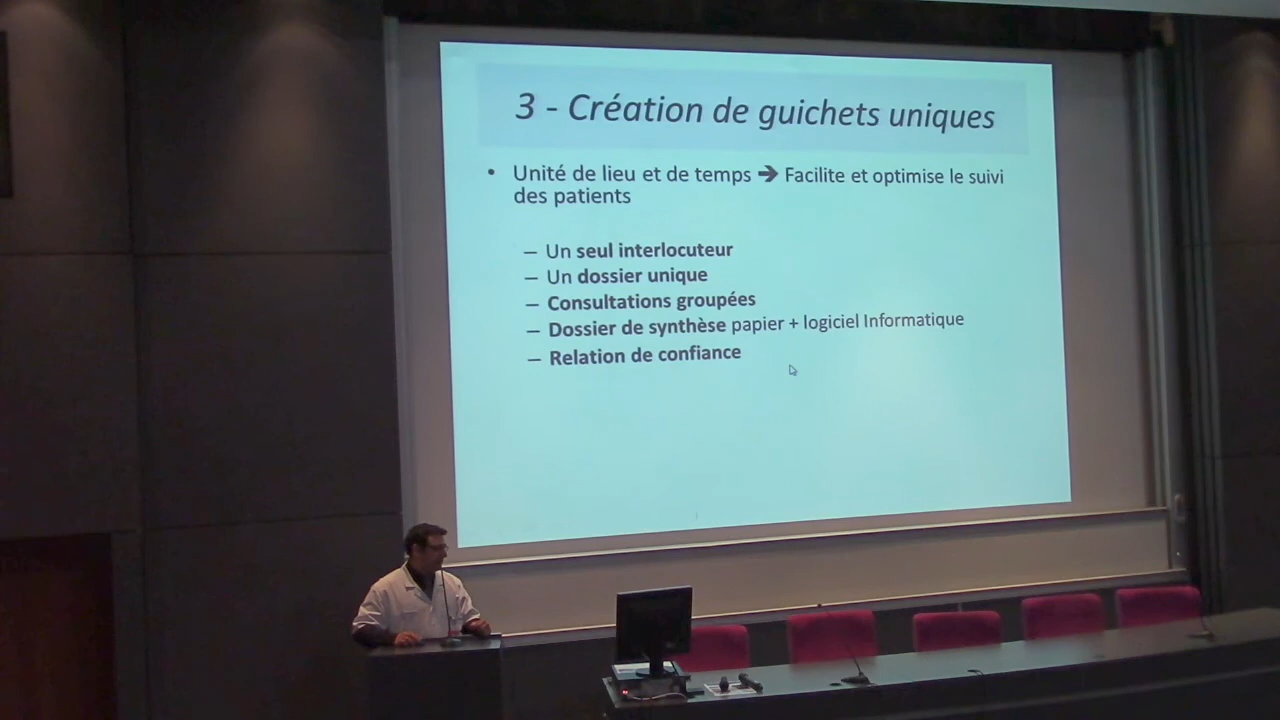 3 - Création de guichets uniques
• Unité de lieu et de temps ➔ Facilite et optimise le suivi
des patients
– Un seul interlocuteur
– Un dossier unique
– Consultations groupées
– Dossier de synthèse papier + logiciel Informatique
– Relation de confiance